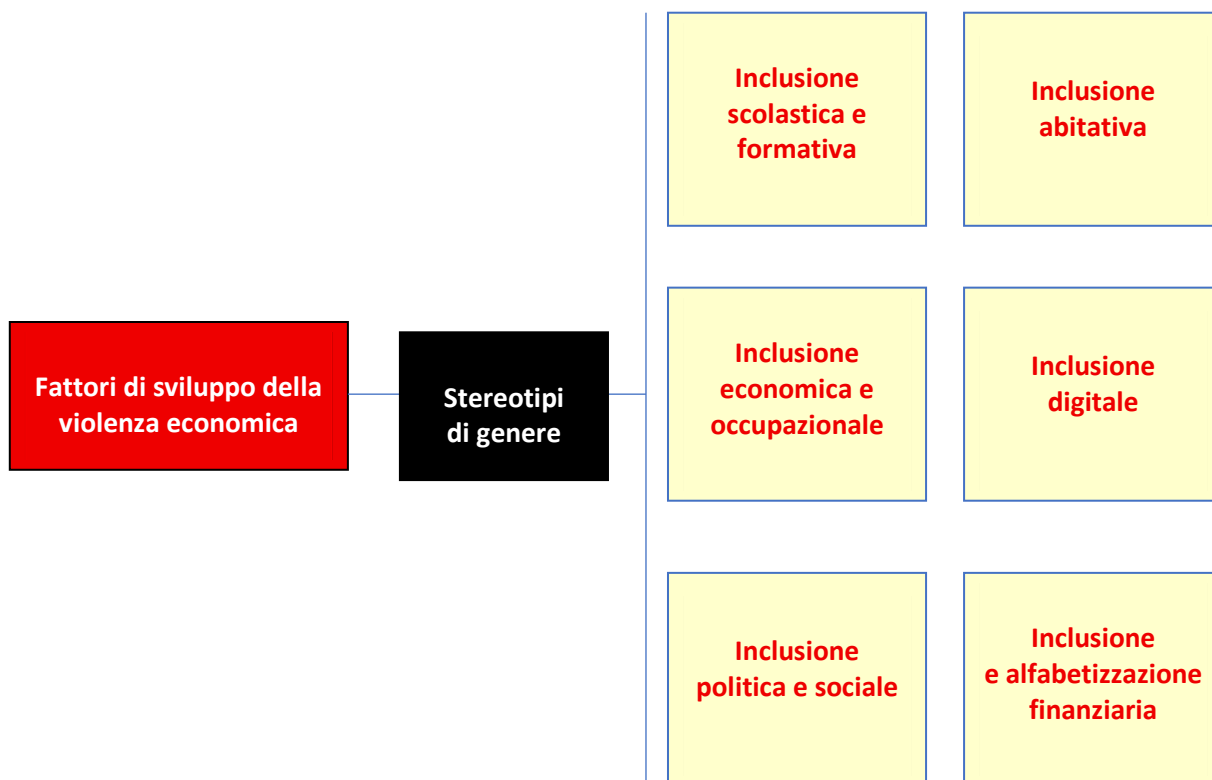 Fattori di sviluppo della
violenza economica
Stereotipi
di genere
Inclusione
scolastica e
formativa
Inclusione
abitativa
Inclusione
economica e
occupazionale
Inclusione
digitale
Inclusione
politica e sociale
Inclusione
e alfabetizzazione
finanziaria